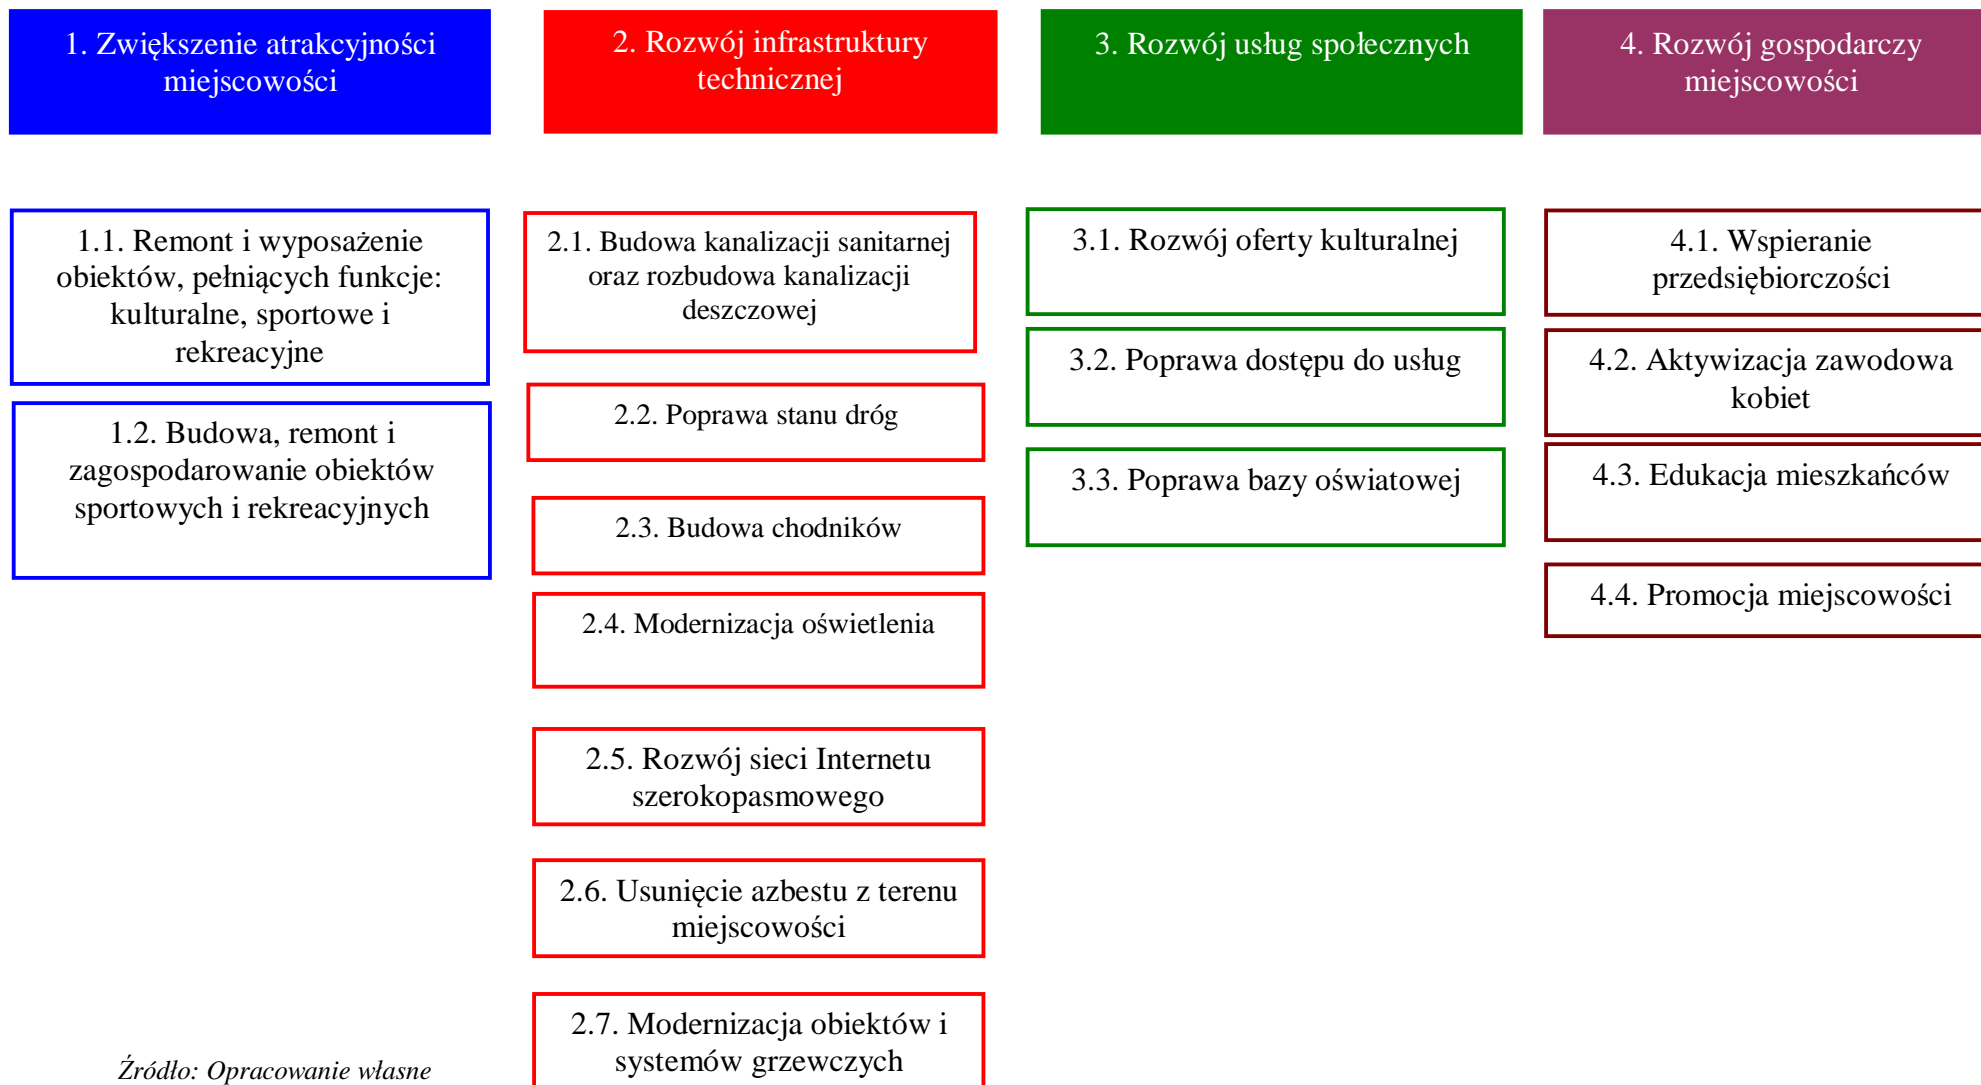 1. Zwiększenie atrakcyjności
miejscowości
2. Rozwój infrastruktury
technicznej
3. Rozwój usług społecznych
4. Rozwój gospodarczy
miejscowości
1.1. Remont i wyposażenie
obiektów, pełniących funkcje:
kulturalne, sportowe i
rekreacyjne
1.2. Budowa, remont i
zagospodarowanie obiektów
sportowych i rekreacyjnych
2.1. Budowa kanalizacji sanitarnej
oraz rozbudowa kanalizacji
deszczowej
2.2. Poprawa stanu dróg
2.3. Budowa chodników
2.4. Modernizacja oświetlenia
2.5. Rozwój sieci Internetu
szerokopasmowego
2.6. Usunięcie azbestu z terenu
miejscowości
2.7. Modernizacja obiektów i
systemów grzewczych
3.1. Rozwój oferty kulturalnej
3.2. Poprawa dostępu do usług
3.3. Poprawa bazy oświatowej
4.1. Wspieranie
przedsiębiorczości
4.2. Aktywizacja zawodowa
kobiet
4.3. Edukacja mieszkańców
4.4. Promocja miejscowości
Źródło: Opracowanie własne